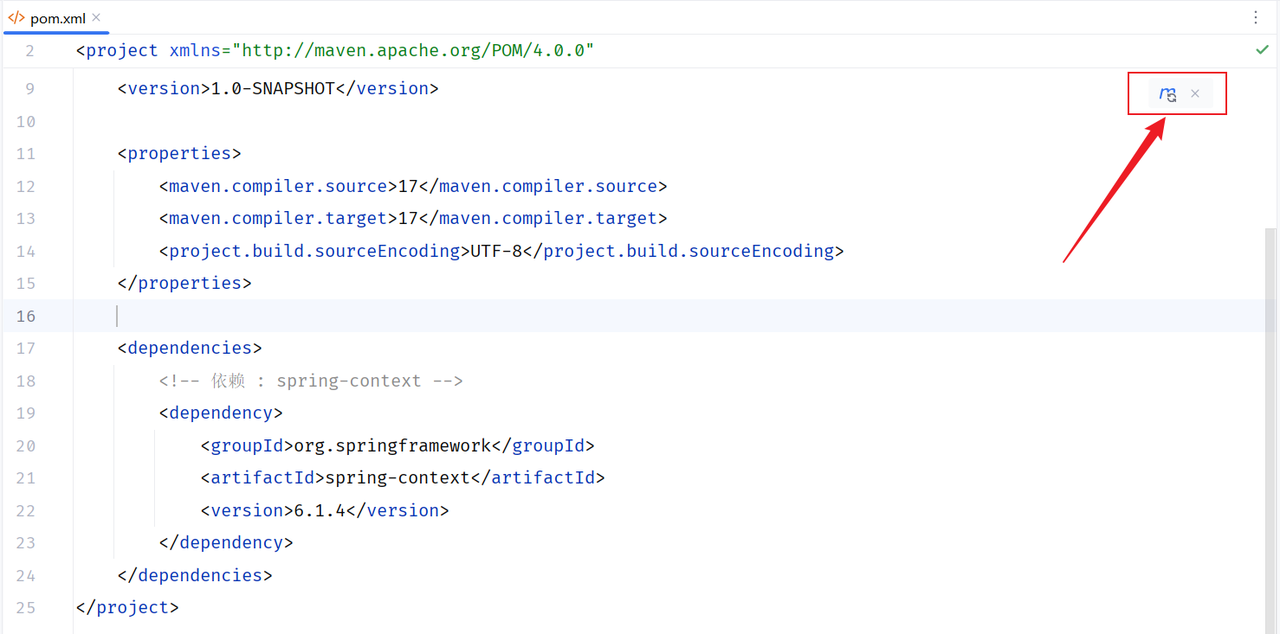 </> pom.xml ×
2 <project xmlns="http://maven.apache.org/POM/4.0.0"
9 <version>1.0-SNAPSHOT</version>
10
11 <properties>
12 <maven.compiler.source>17</maven.compiler.source>
13 <maven.compiler.target>17</maven.compiler.target>
14 <project.build.sourceEncoding>UTF-8</project.build.sourceEncoding>
15 </properties>
16
17 <dependencies>
18 <!-- 依赖 : spring-context -->
19 <dependency>
20 <groupId>org.springframework</groupId>
21 <artifactId>spring-context</artifactId>
22 <version>6.1.4</version>
23 </dependency>
24 </dependencies>
25 </project>